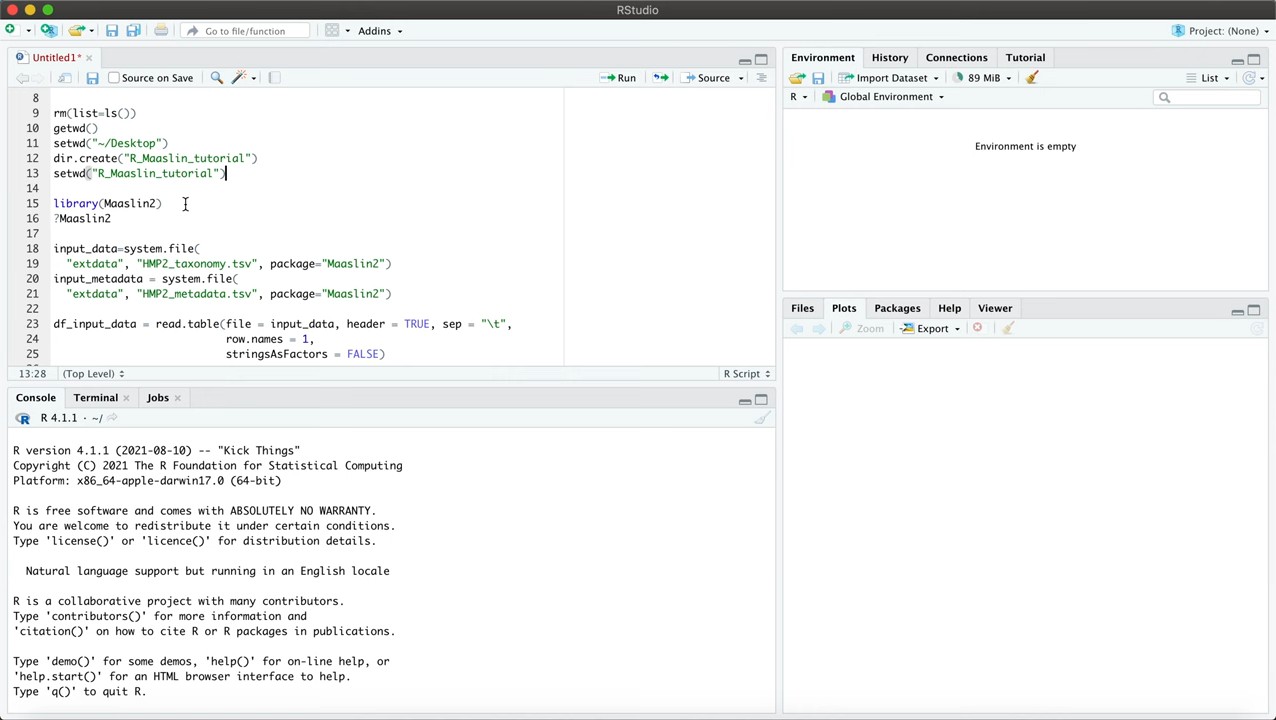 RStudio
Go to file/function
Addins
Project: (None)
Untitled1*
Source on Save
Run
Source
8
9 rm(list=ls())
10 getwd()
11 setwd("~/Desktop")
12 dir.create("R_Maaslin_tutorial")
13 setwd("R_Maaslin_tutorial")
14
15 library(Maaslin2)
16 ?Maaslin2
17
18 input_data=system.file(
19 "extdata", "HMP2_taxonomy.tsv", package="Maaslin2")
20 input_metadata = system.file(
21 "extdata", "HMP2_metadata.tsv", package="Maaslin2")
22
23 df_input_data = read.table(file = input_data, header = TRUE, sep = "\t",
24 row.names = 1,
25 stringsAsFactors = FALSE)
13:28 (Top Level) R Script
Console Terminal Jobs
R 4.1.1 · ~/
R version 4.1.1 (2021-08-10) -- "Kick Things"
Copyright (C) 2021 The R Foundation for Statistical Computing
Platform: x86_64-apple-darwin17.0 (64-bit)
R is free software and comes with ABSOLUTELY NO WARRANTY.
You are welcome to redistribute it under certain conditions.
Type 'license()' or 'licence()' for distribution details.
Natural language support but running in an English locale
R is a collaborative project with many contributors.
Type 'contributors()' for more information and
'citation()' on how to cite R or R packages in publications.
Type 'demo()' for some demos, 'help()' for on-line help, or
'help.start()' for an HTML browser interface to help.
Type 'q()' to quit R.
Environment History Connections Tutorial
Import Dataset 89 MiB List
R Global Environment
Environment is empty
Files Plots Packages Help Viewer
Zoom Export